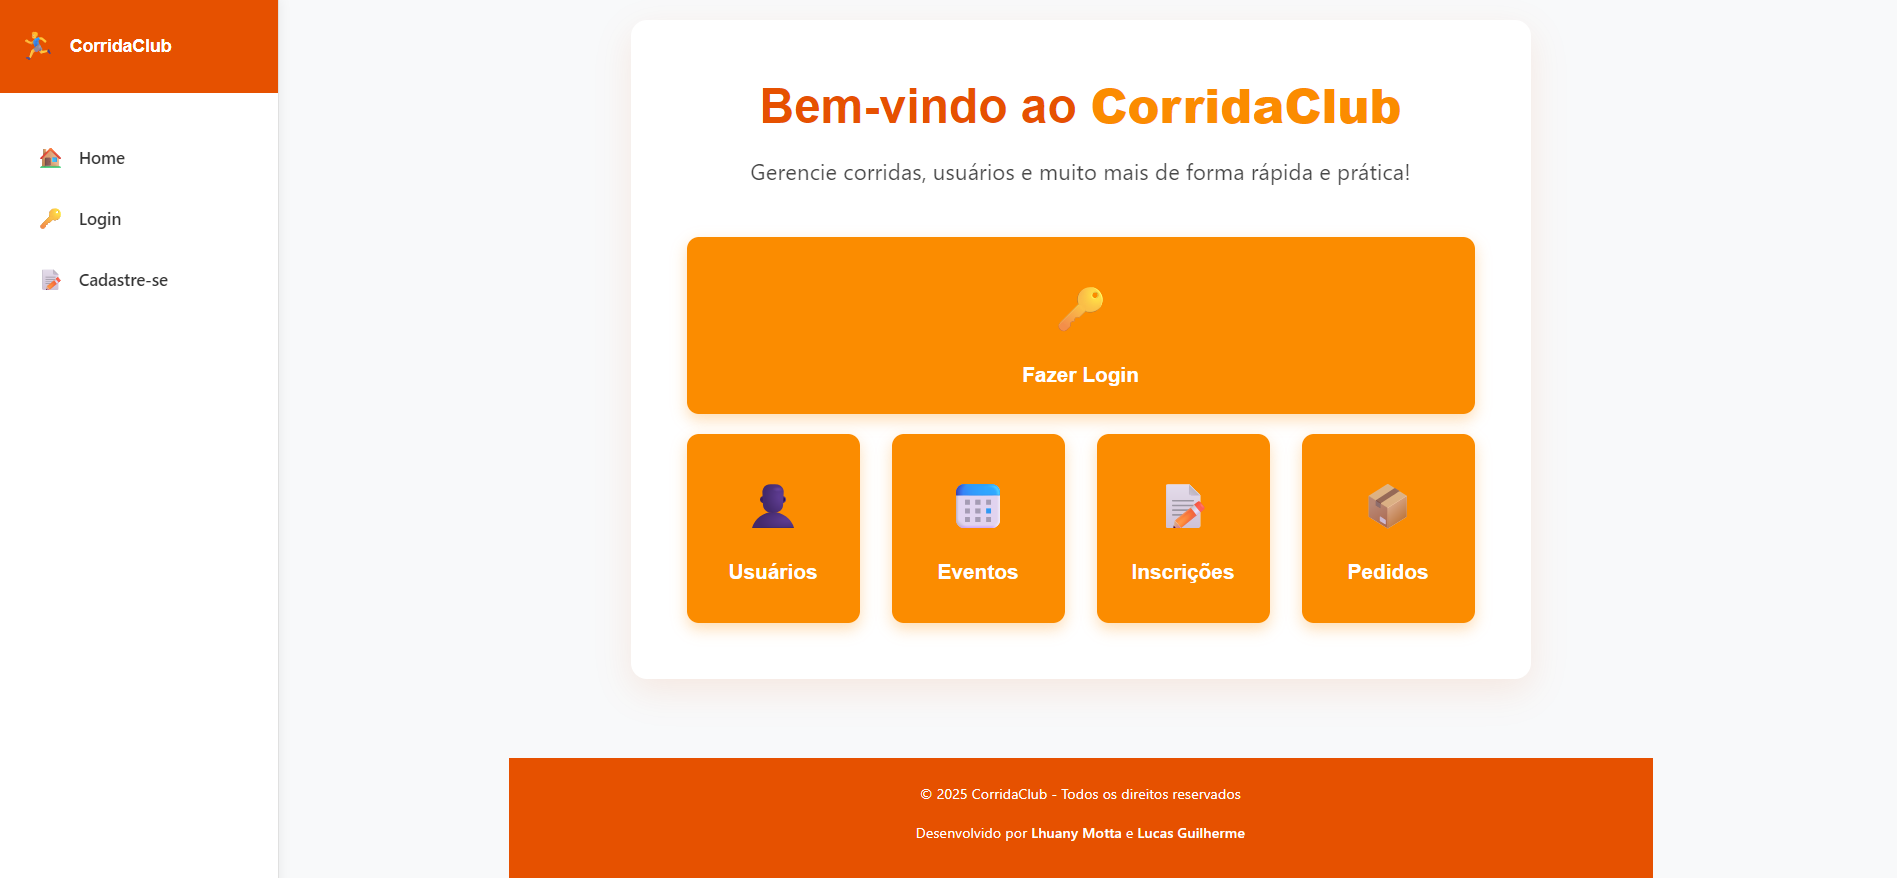 CorridaClub
Home
Login
Cadastre-se
Bem-vindo ao CorridaClub
Gerencie corridas, usuários e muito mais de forma rápida e prática!
Fazer Login
Usuários
Eventos
Inscrições
Pedidos
© 2025 CorridaClub - Todos os direitos reservados
Desenvolvido por Lhuany Motta e Lucas Guilherme